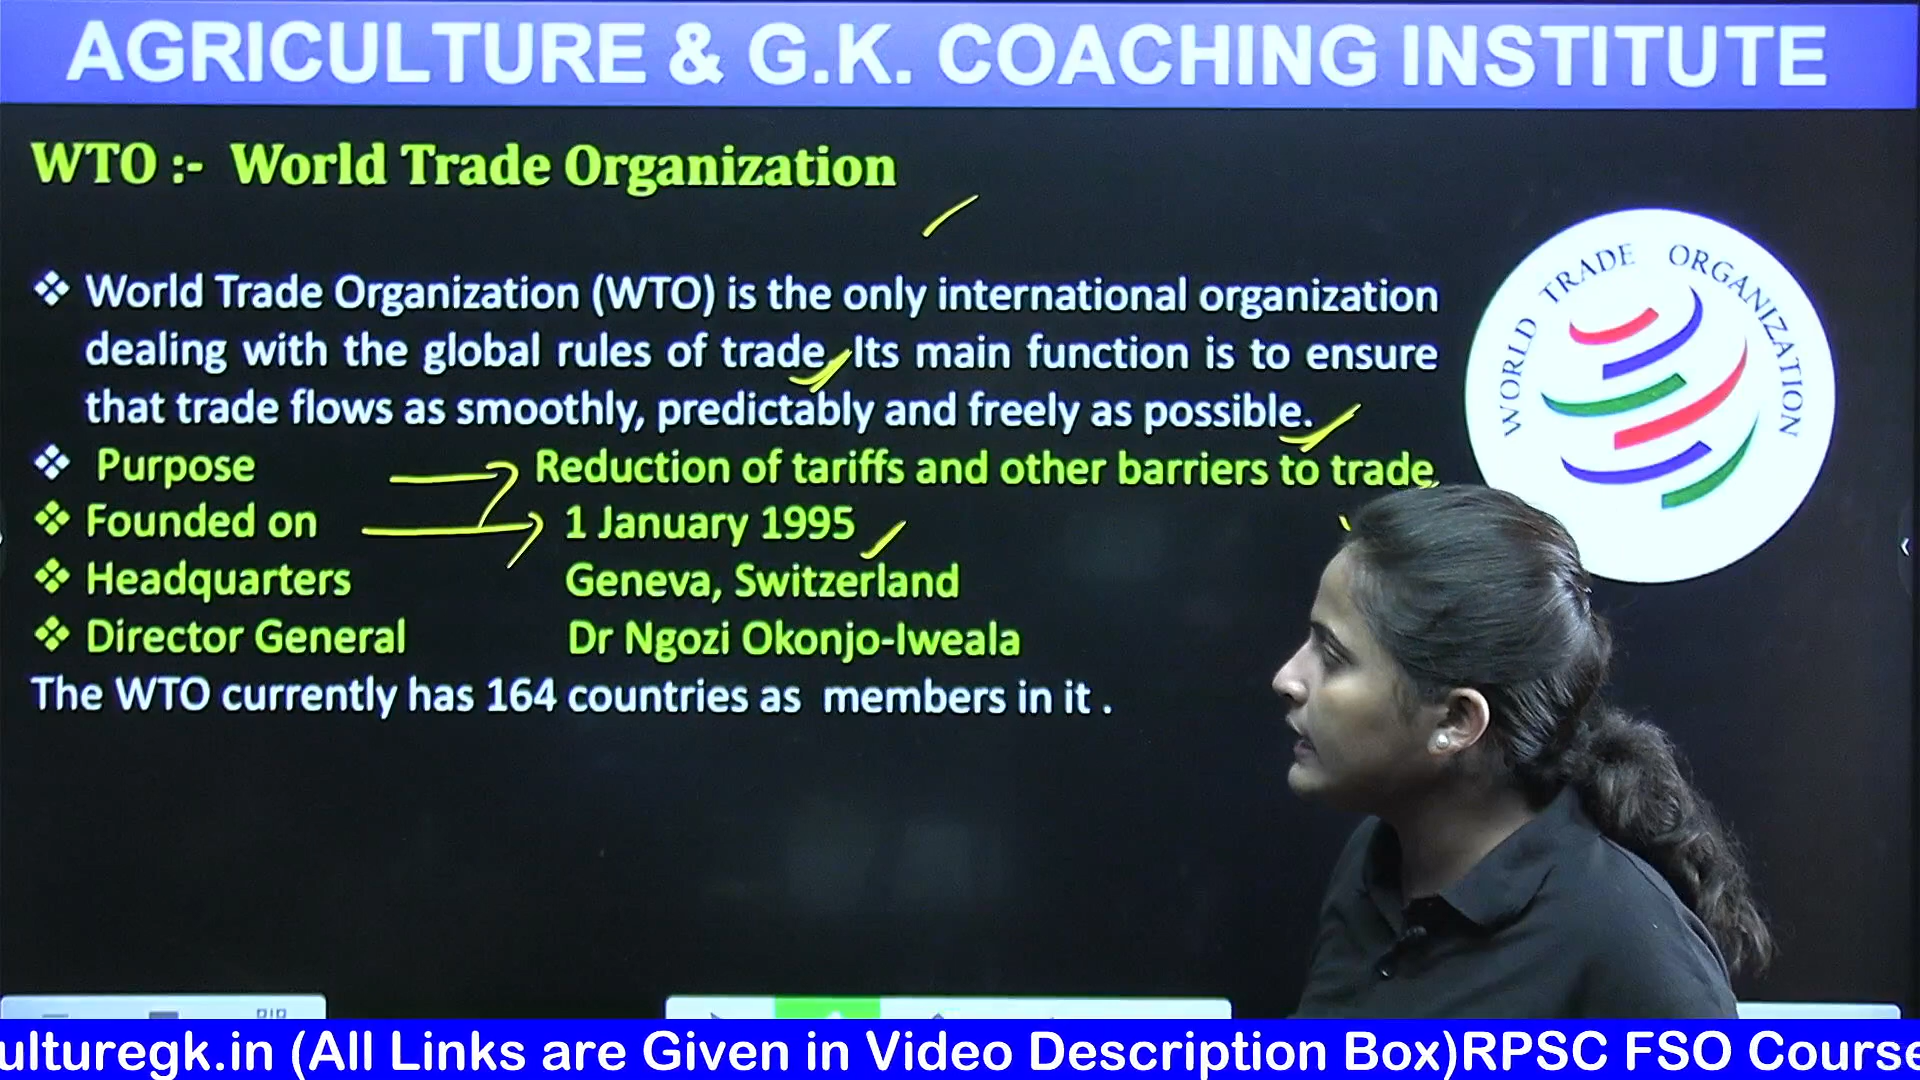 AGRICULTURE & G.K. COACHING INSTITUTE
WTO :- World Trade Organization
❖ World Trade Organization (WTO) is the only international organization
dealing with the global rules of trade. Its main function is to ensure
that trade flows as smoothly, predictably and freely as possible.
❖ Purpose Reduction of tariffs and other barriers to trade.
❖ Founded on 1 January 1995
❖ Headquarters Geneva, Switzerland
❖ Director General Dr Ngozi Okonjo-Iweala
The WTO currently has 164 countries as members in it .
WORLD TRADE ORGANIZATION
ulturegk.in (All Links are Given in Video Description Box)RPSC FSO Course